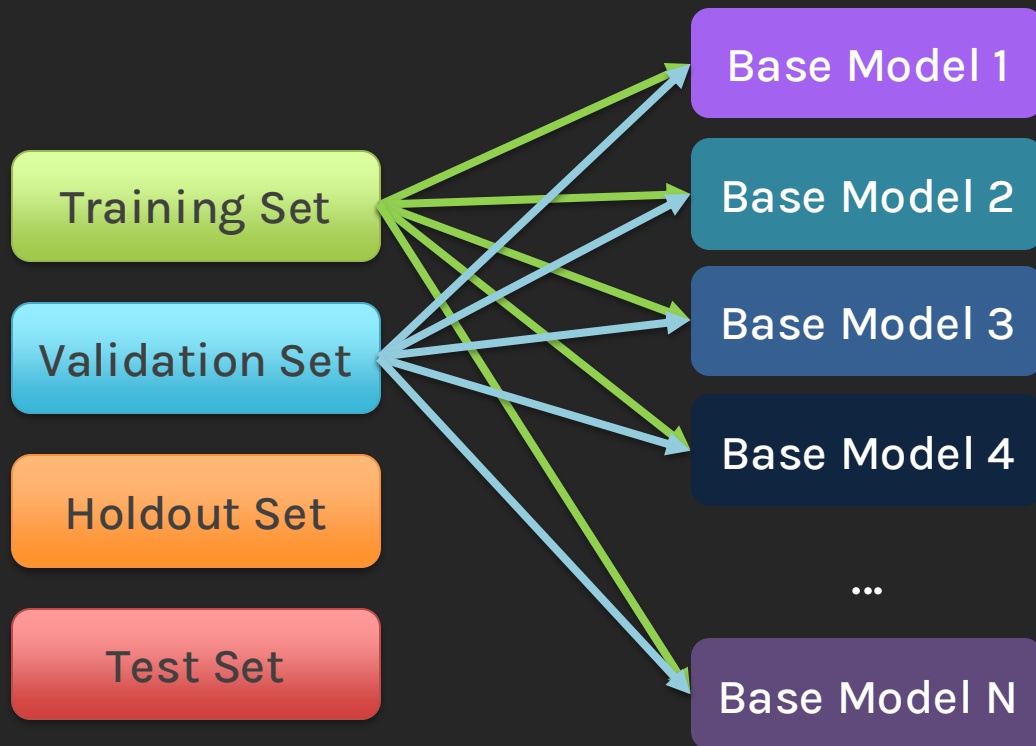 Training Set
Validation Set
Holdout Set
Test Set
Base Model 1
Base Model 2
Base Model 3
Base Model 4
...
Base Model N